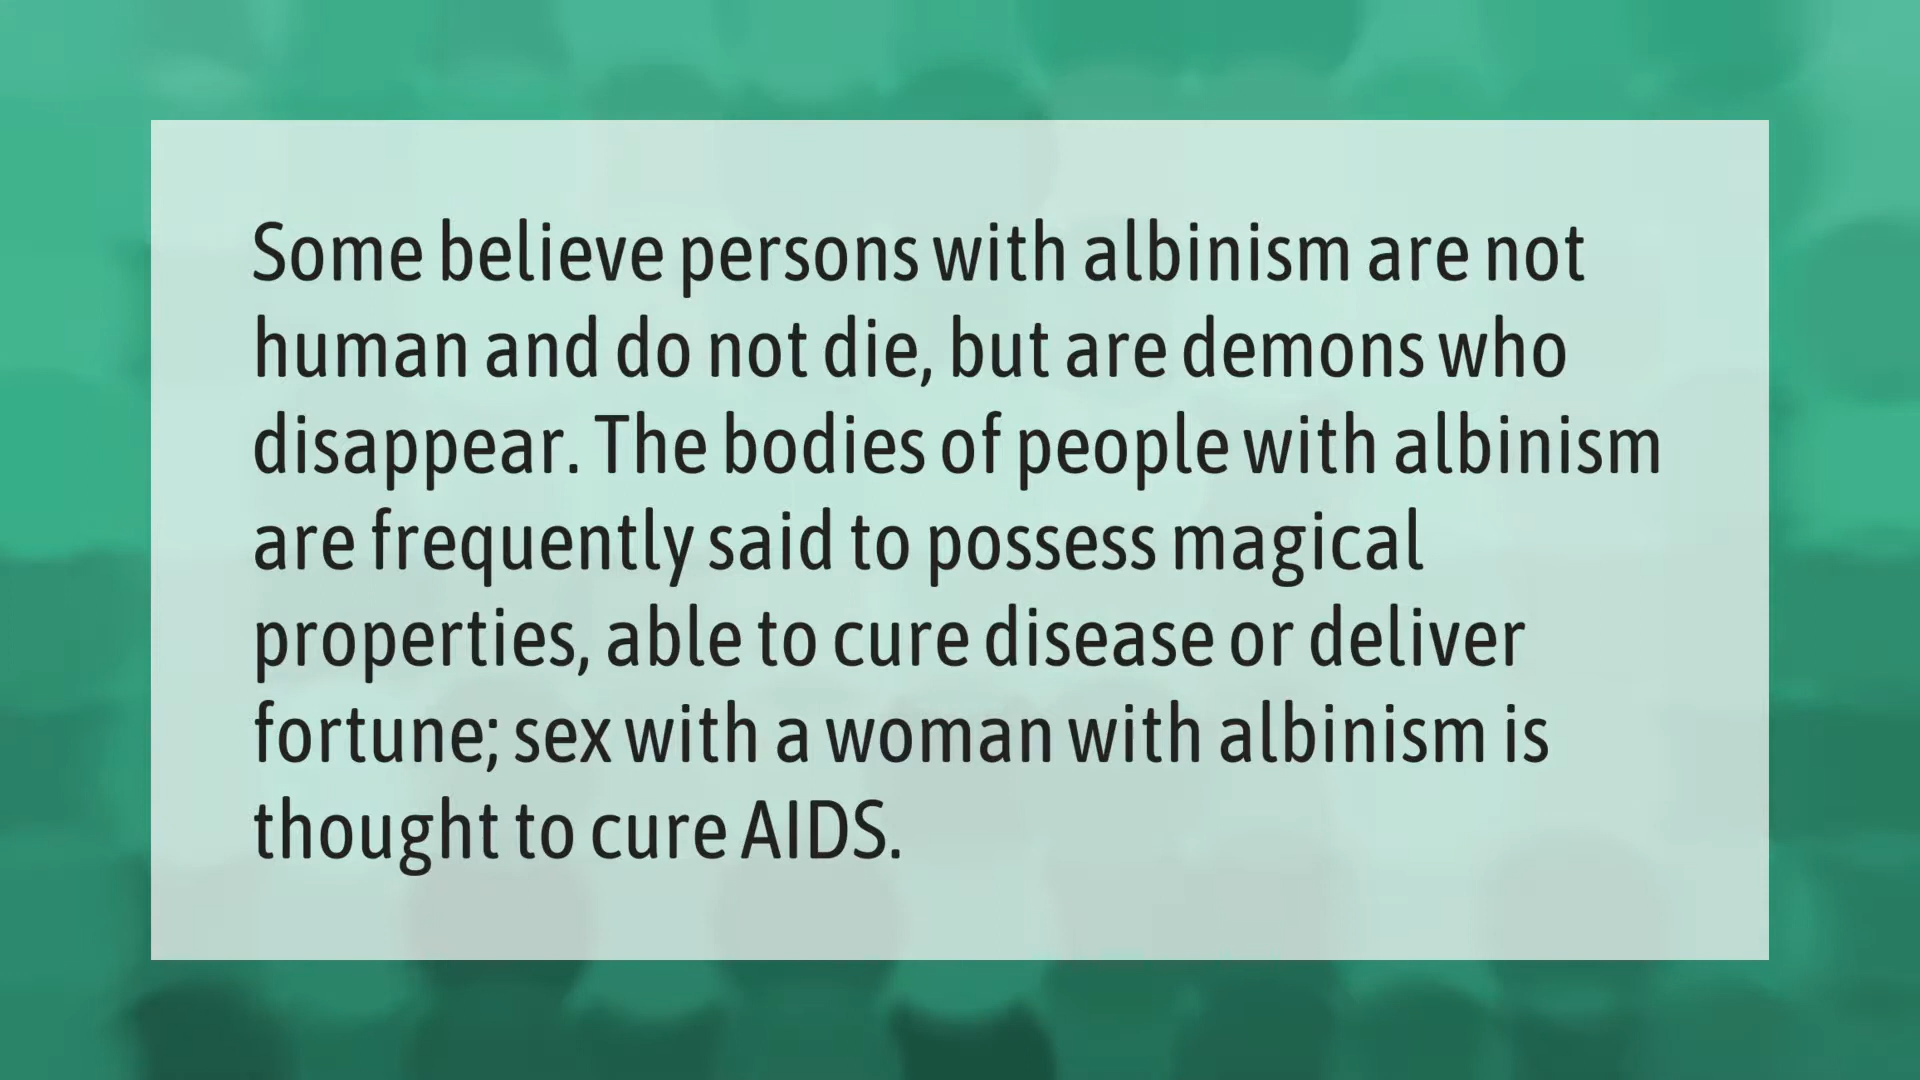 Some believe persons with albinism are not
human and do not die, but are demons who
disappear. The bodies of people with albinism
are frequently said to possess magical
properties, able to cure disease or deliver
fortune; sex with a woman with albinism is
thought to cure AIDS.